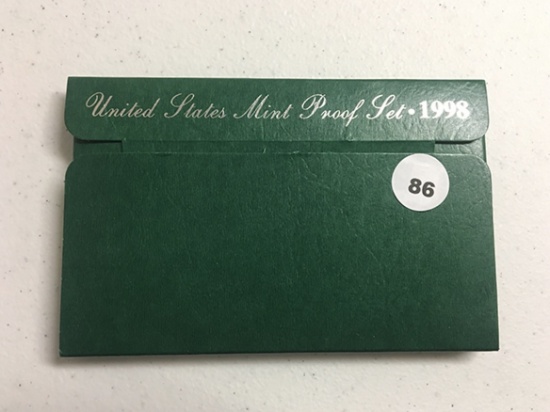 United States Mint Proof Set • 1998
86